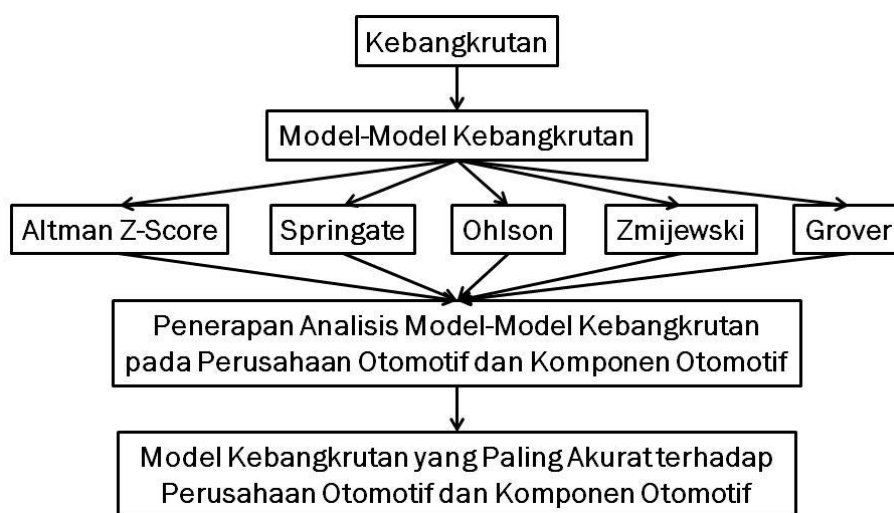 Kebangkrutan
Model-Model Kebangkrutan
Altman Z-Score
Springate
Ohlson
Zmijewski
Grover
Penerapan Analisis Model-Model Kebangkrutan
pada Perusahaan Otomotif dan Komponen Otomotif
Model Kebangkrutan yang Paling Akurat terhadap
Perusahaan Otomotif dan Komponen Otomotif